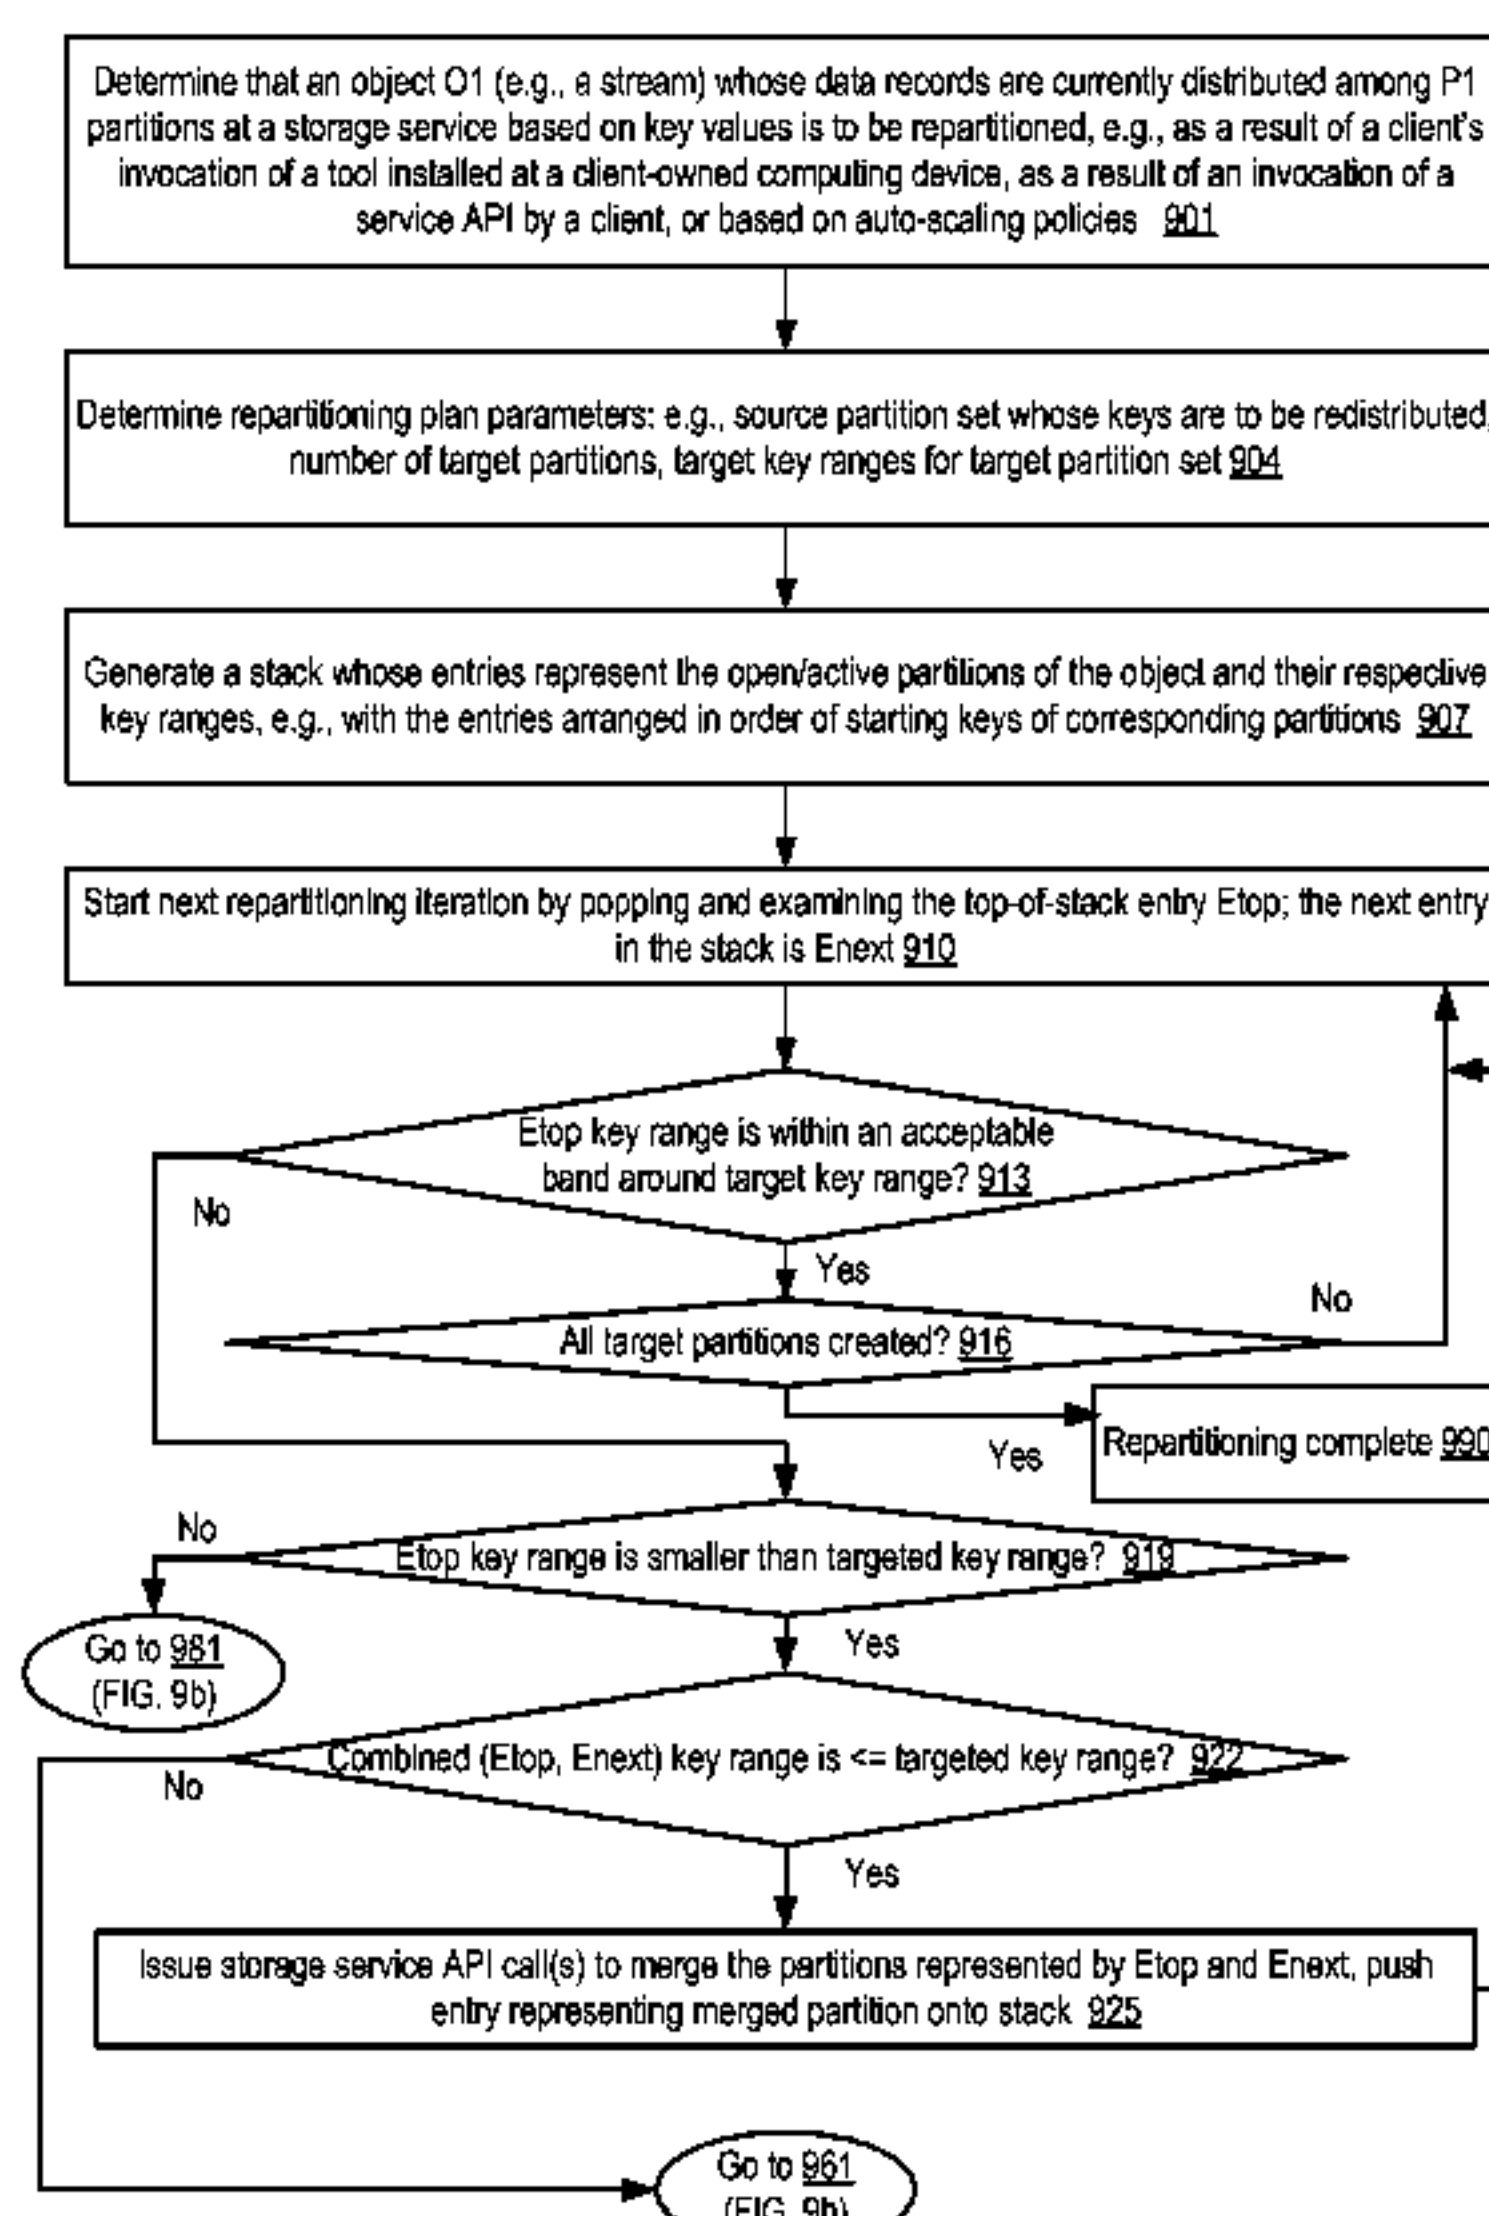 Determine that an object O1 (e.g., a stream) whose data records are currently distributed among P1
partitions at a storage service based on key values is to be repartitioned, e.g., as a result of a client's
invocation of a tool installed at a client-owned computing device, as a result of an invocation of a
service API by a client, or based on auto-scaling policies 901
Determine repartitioning plan parameters: e.g., source partition set whose keys are to be redistributed,
number of target partitions, target key ranges for target partition set 904
Generate a stack whose entries represent the open/active partitions of the object and their respective
key ranges, e.g., with the entries arranged in order of starting keys of corresponding partitions 907
Start next repartitioning iteration by popping and examining the top-of-stack entry Etop; the next entry
in the stack is Enext 910
Etop key range is within an acceptable
band around target key range? 913
No
Yes
No
All target partitions created? 916
Yes
Repartitioning complete 990
No
Etop key range is smaller than targeted key range? 919
Go to 981
(FIG. 9b)
Yes
Combined (Etop, Enext) key range is <= targeted key range? 922
No
Yes
Issue storage service API call(s) to merge the partitions represented by Etop and Enext, push
entry representing merged partition onto stack 925
Go to 961
(FIG. 9b)